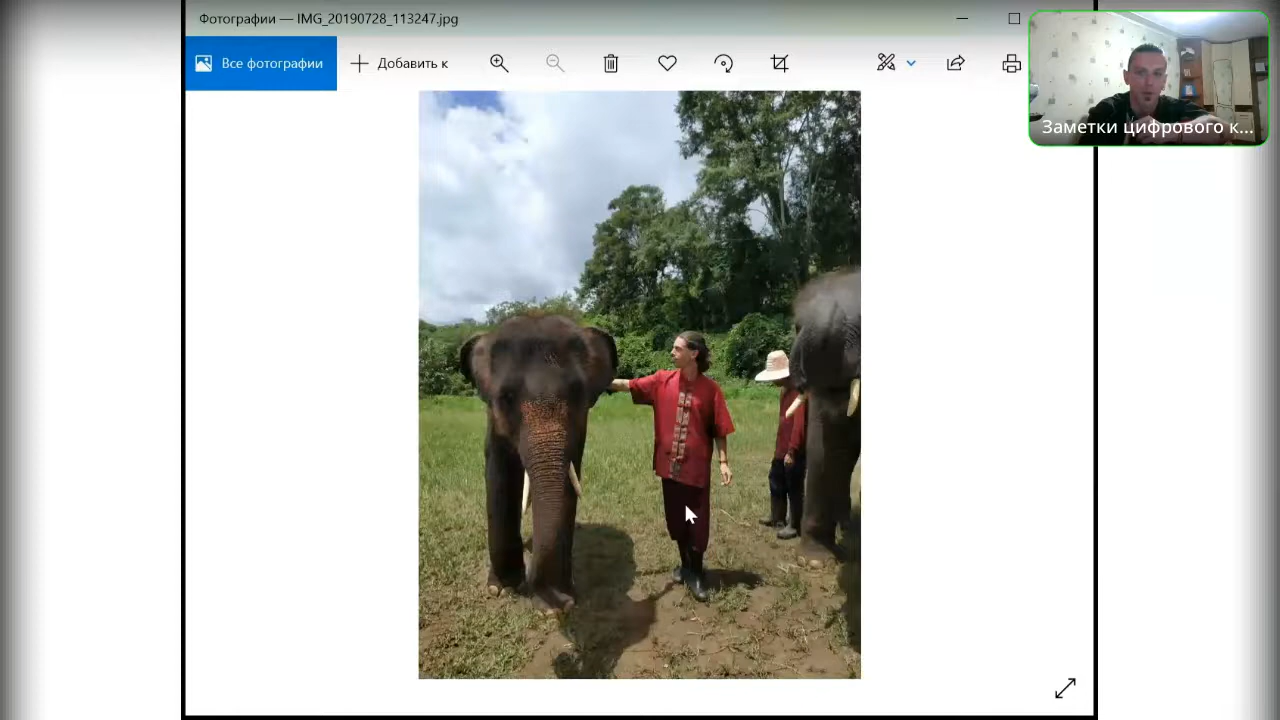 Фотографии — IMG_20190728_113247.jpg
Все фотографии
Добавить к
Заметки цифрового к...